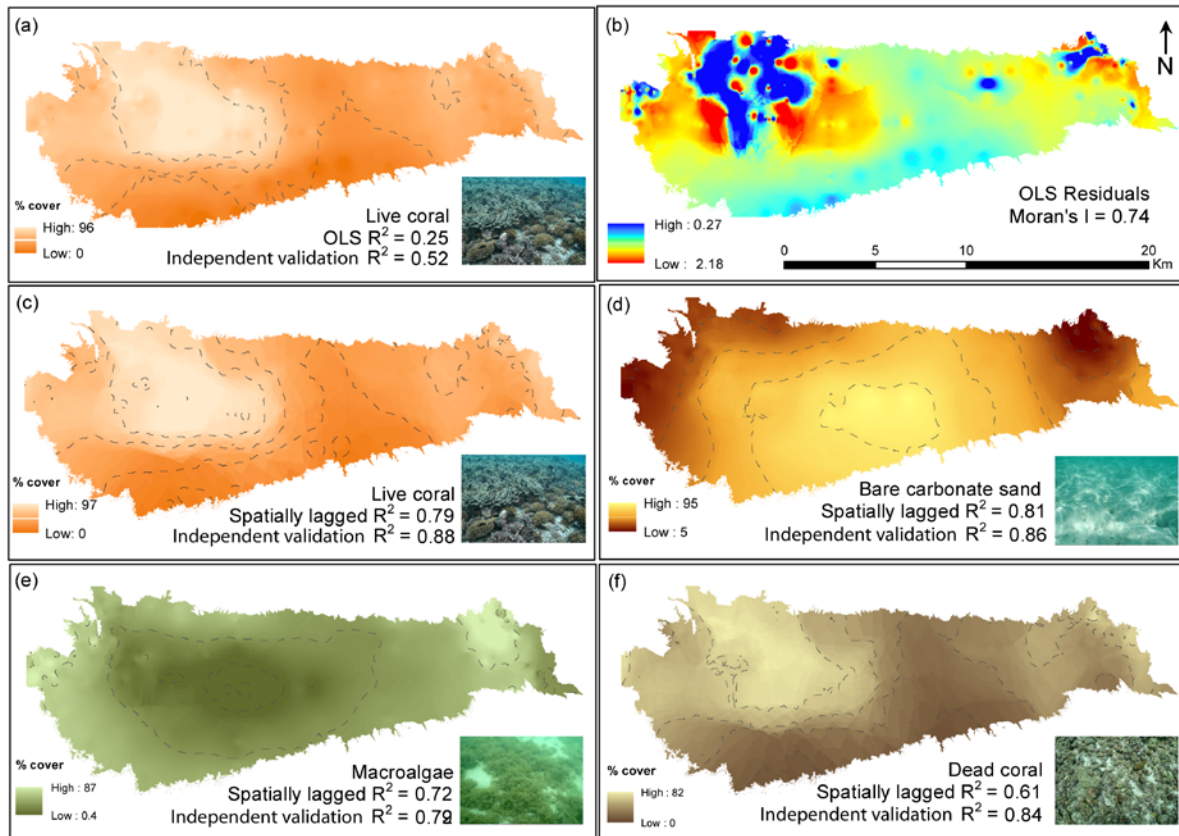 (a)
% cover
High: 96
Low: 0
Live coral
OLS R² = 0.25
Independent validation R² = 0.52
(b)
N
High : 0.27
Low : 2.18
OLS Residuals
Moran's I = 0.74
0 5 10 20
Km
(c)
% cover
High: 97
Low: 0
Live coral
Spatially lagged R² = 0.79
Independent validation R² = 0.88
(d)
% cover
High : 95
Low : 5
Bare carbonate sand
Spatially lagged R² = 0.81
Independent validation R² = 0.86
(e)
% cover
High : 87
Low : 0.4
Macroalgae
Spatially lagged R² = 0.72
Independent validation R² =
(f)
% cover
High : 82
Low : 0
Dead coral
Spatially lagged R² = 0.61
Independent validation R² = 0.84